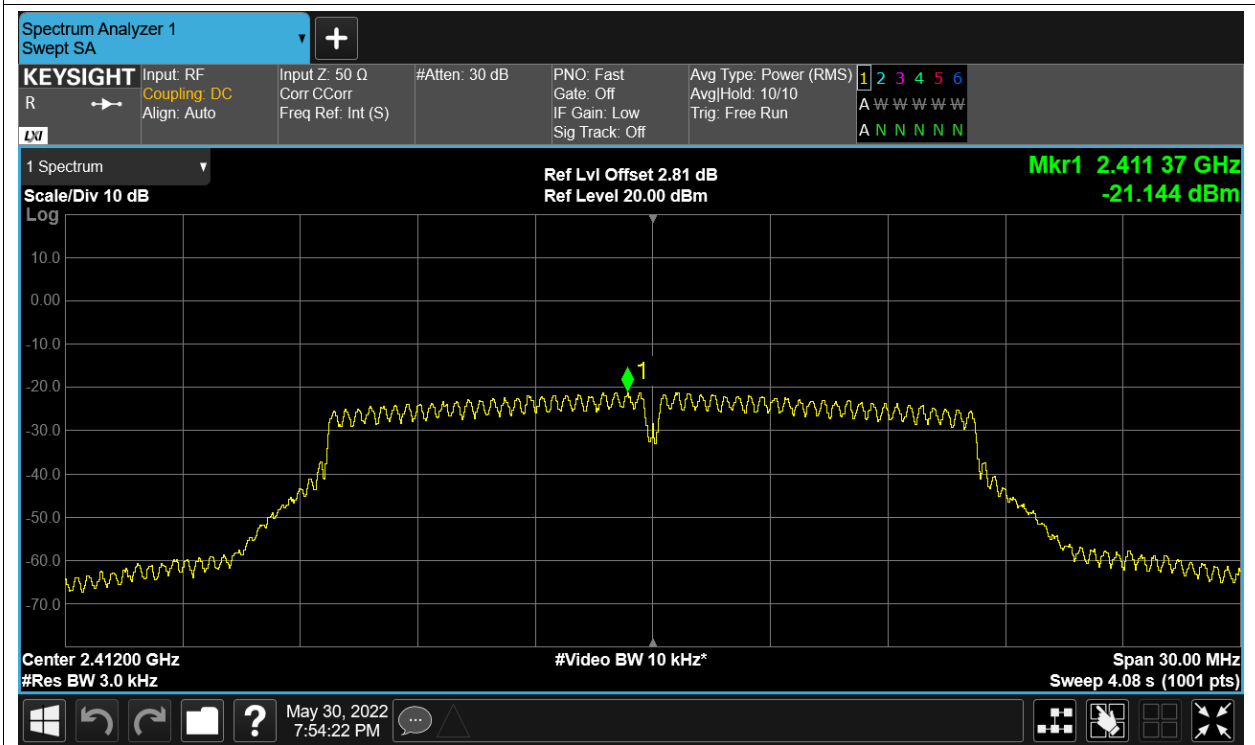 Spectrum Analyzer 1
Swept SA
+
KEYSIGHT
R
LXI
Input: RF
Coupling: DC
Align: Auto
Input Z: 50 Ω
Corr CCorr
Freq Ref: Int (S)
#Atten: 30 dB
PNO: Fast
Gate: Off
IF Gain: Low
Sig Track: Off
Avg Type: Power (RMS)
Avg|Hold: 10/10
Trig: Free Run
1 2 3 4 5 6
A W W W W W
A N N N N N
1 Spectrum
Scale/Div 10 dB
Log
Ref Lvl Offset 2.81 dB
Ref Level 20.00 dBm
Mkr1 2.411 37 GHz
-21.144 dBm
10.0
0.00
-10.0
-20.0
-30.0
-40.0
-50.0
-60.0
-70.0
1
Center 2.41200 GHz
#Res BW 3.0 kHz
#Video BW 10 kHz*
Span 30.00 MHz
Sweep 4.08 s (1001 pts)
?
May 30, 2022
7:54:22 PM